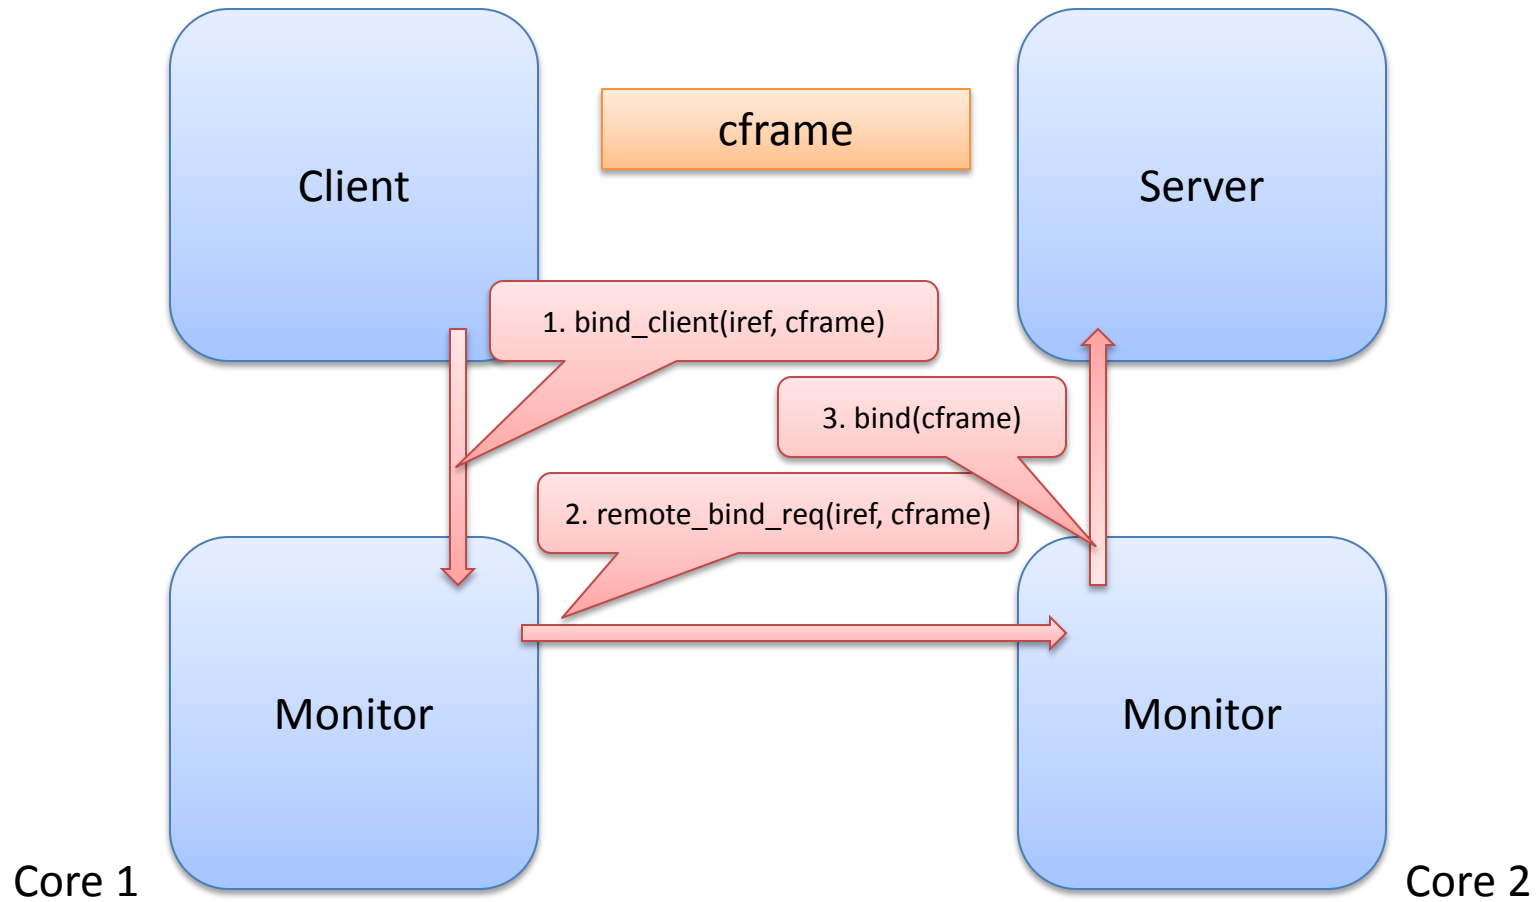 cframe
Client
Server
1. bind_client(iref, cframe)
3. bind(cframe)
2. remote_bind_req(iref, cframe)
Monitor
Monitor
Core 1
Core 2